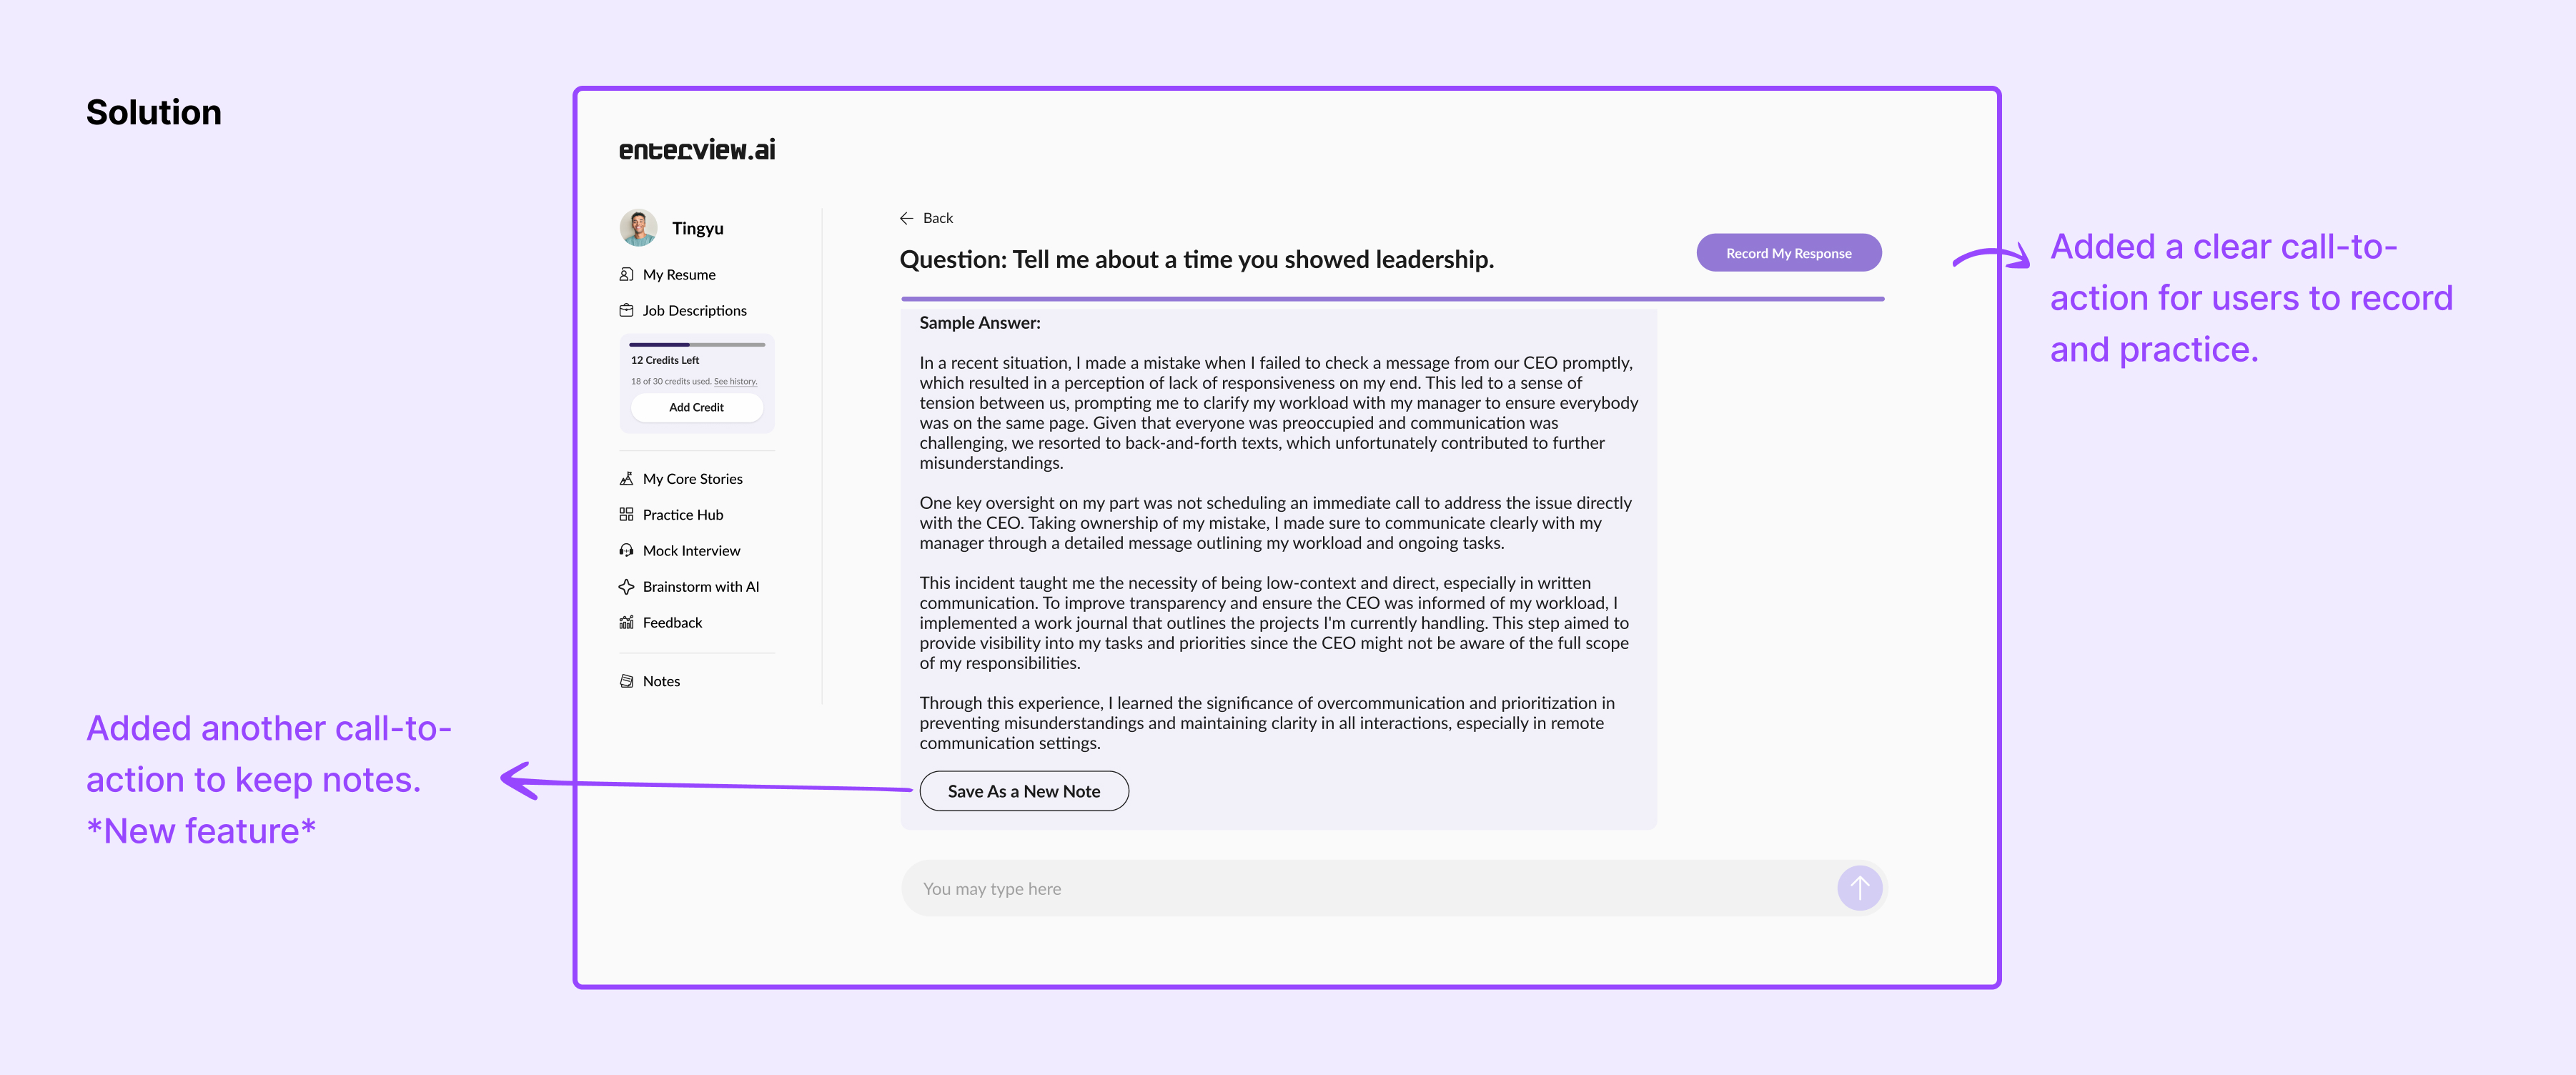 Solution
enterview.ai
Tingyu
My Resume
Job Descriptions
12 Credits Left
18 of 30 credits used. See history.
Add Credit
My Core Stories
Practice Hub
Mock Interview
Brainstorm with AI
Feedback
Notes
Back
Question: Tell me about a time you showed leadership.
Record My Response
Sample Answer:
In a recent situation, I made a mistake when I failed to check a message from our CEO promptly,
which resulted in a perception of lack of responsiveness on my end. This led to a sense of
tension between us, prompting me to clarify my workload with my manager to ensure everybody
was on the same page. Given that everyone was preoccupied and communication was
challenging, we resorted to back-and-forth texts, which unfortunately contributed to further
misunderstandings.
One key oversight on my part was not scheduling an immediate call to address the issue directly
with the CEO. Taking ownership of my mistake, I made sure to communicate clearly with my
manager through a detailed message outlining my workload and ongoing tasks.
This incident taught me the necessity of being low-context and direct, especially in written
communication. To improve transparency and ensure the CEO was informed of my workload, I
implemented a work journal that outlines the projects I'm currently handling. This step aimed to
provide visibility into my tasks and priorities since the CEO might not be aware of the full scope
of my responsibilities.
Through this experience, I learned the significance of overcommunication and prioritization in
preventing misunderstandings and maintaining clarity in all interactions, especially in remote
communication settings.
Save As a New Note
You may type here
Added a clear call-to-
action for users to record
and practice.
Added another call-to-
action to keep notes.
*New feature*